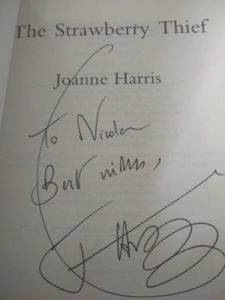 The Strawberry Thief
Joanne Harris
To Nicola
Best wishes,